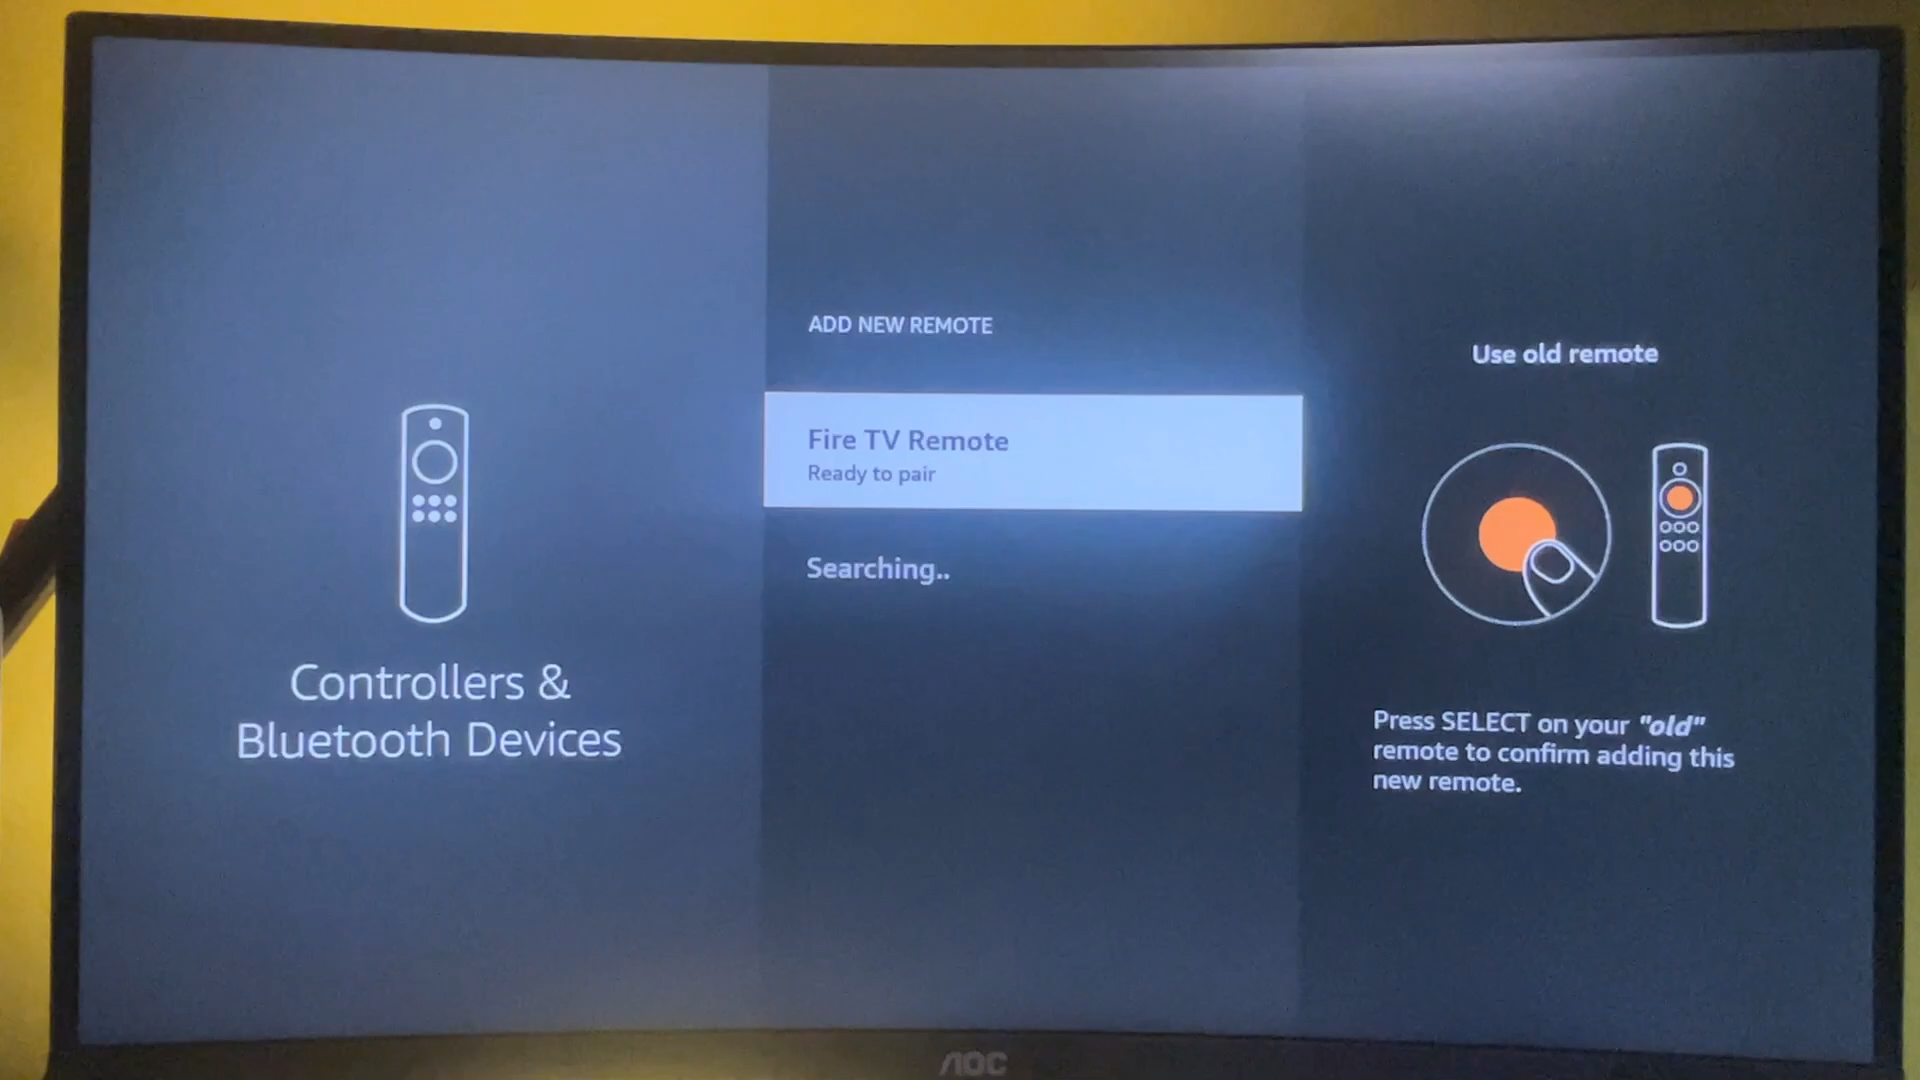 ADD NEW REMOTE
Fire TV Remote
Ready to pair
Searching..
Controllers &
Bluetooth Devices
Use old remote
Press SELECT on your "old"
remote to confirm adding this
new remote.
AOC